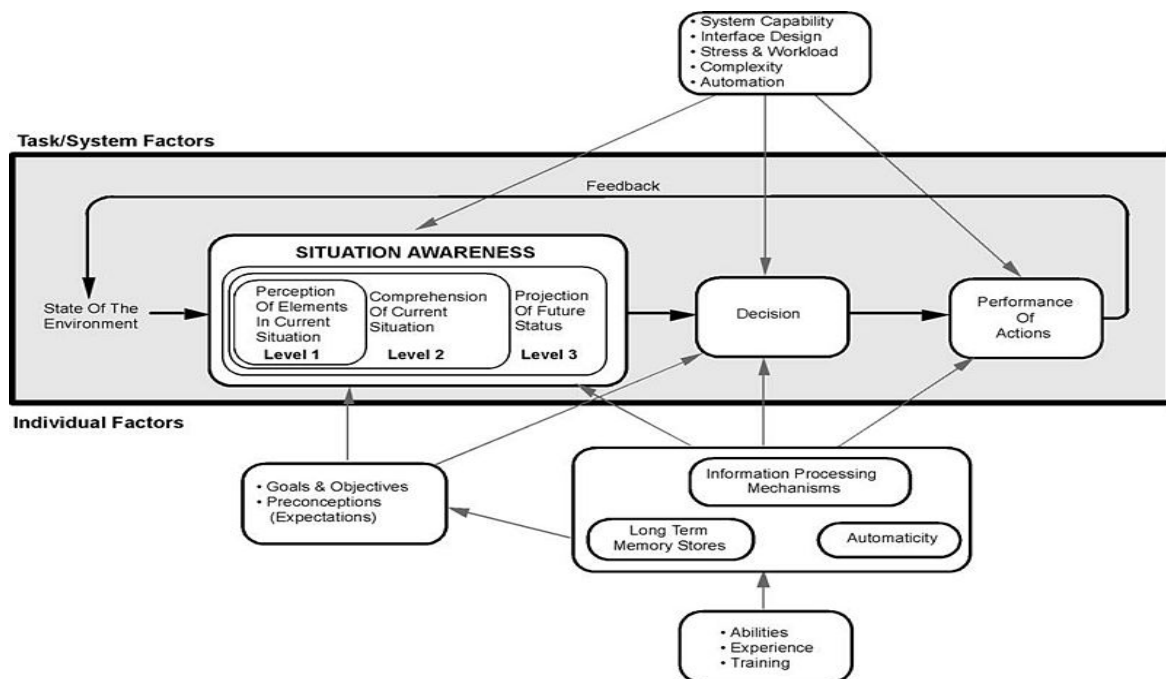 • System Capability
• Interface Design
• Stress & Workload
• Complexity
• Automation
Task/System Factors
Feedback
SITUATION AWARENESS
State Of The
Environment
Perception
Of Elements
In Current
Situation
Level 1
Comprehension
Of Current
Situation
Level 2
Projection
Of Future
Status
Level 3
Decision
Performance
Of
Actions
Individual Factors
• Goals & Objectives
• Preconceptions
(Expectations)
Information Processing
Mechanisms
Long Term
Memory Stores
Automaticity
• Abilities
• Experience
• Training